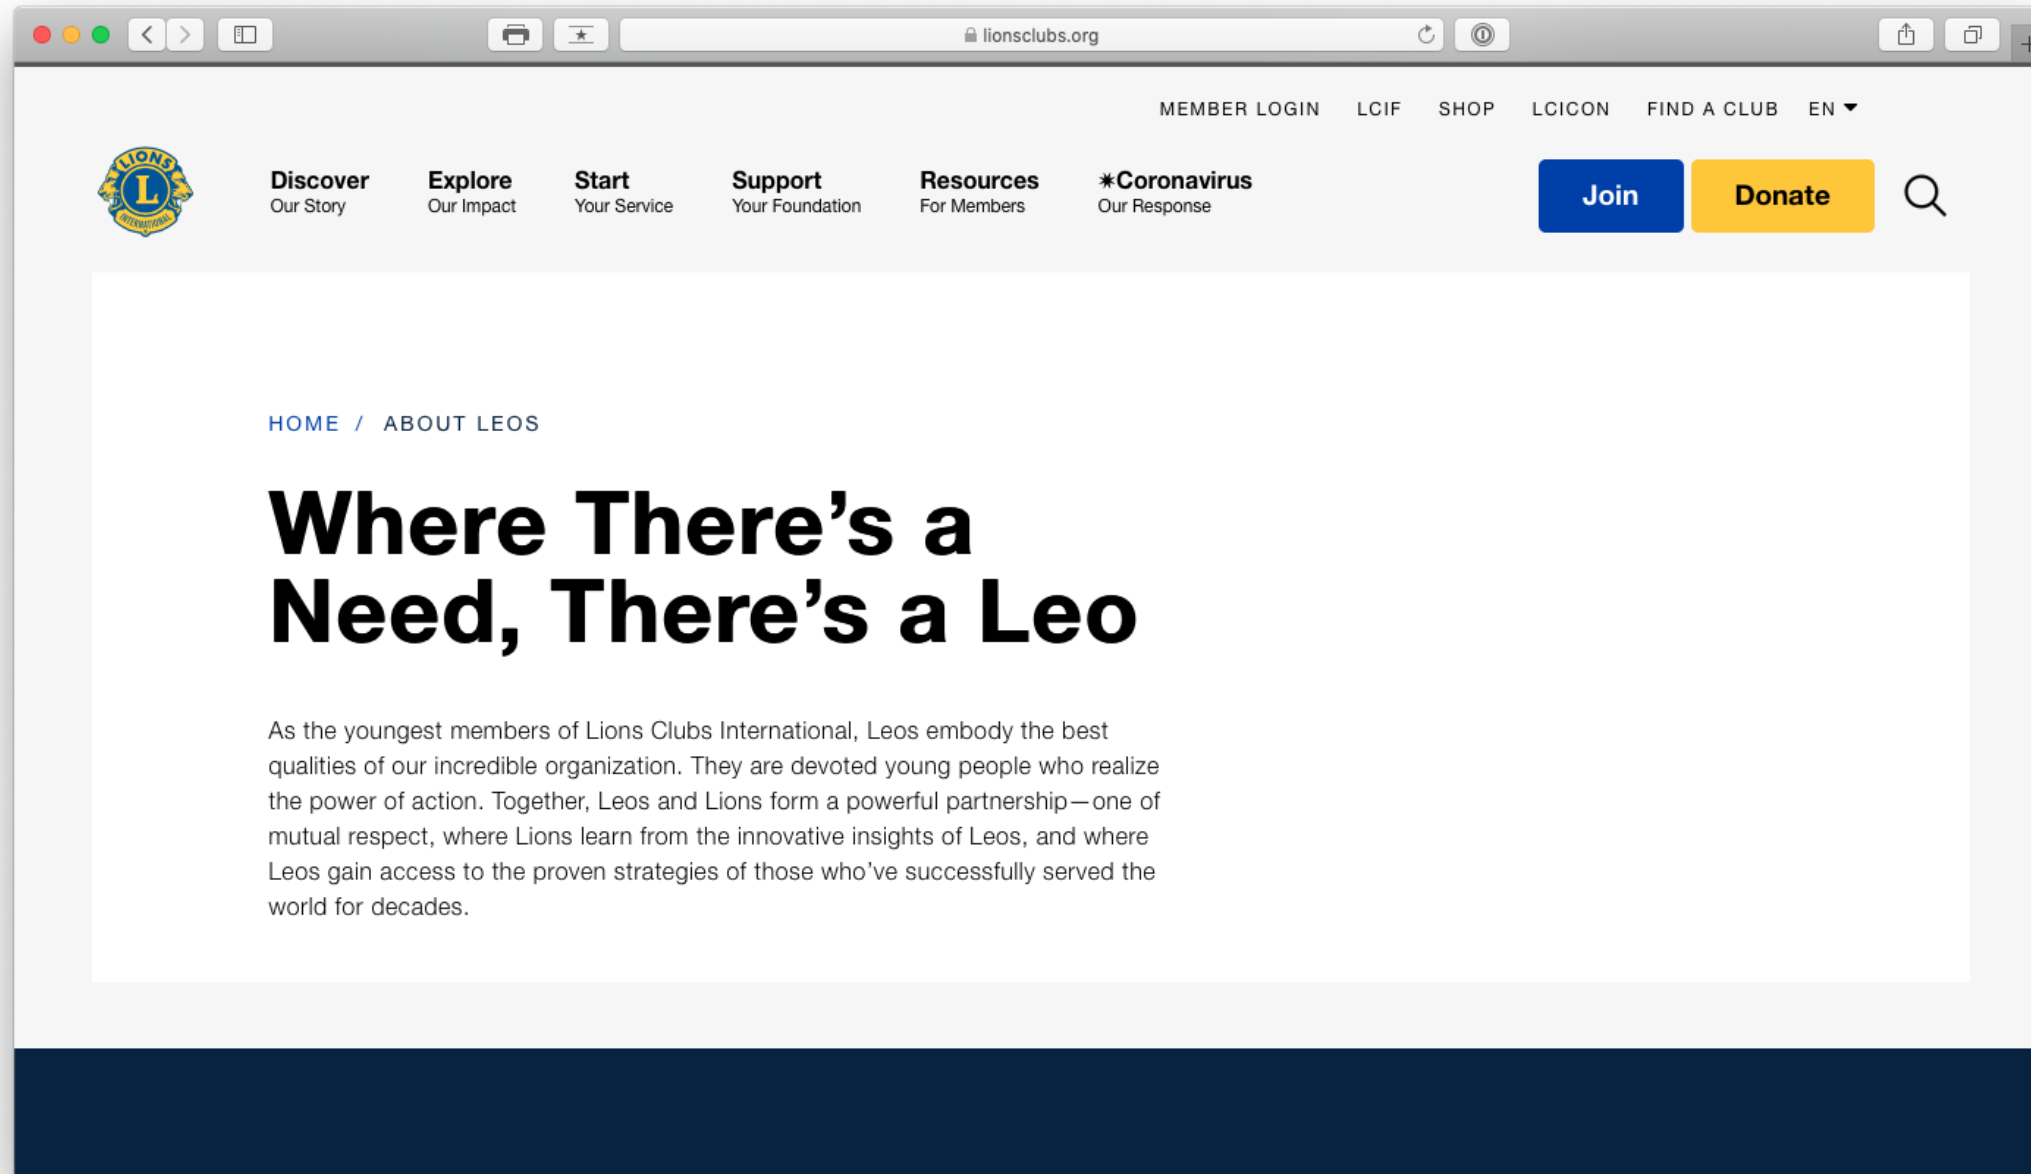 lionsclubs.org
MEMBER LOGIN LCIF SHOP LCICON FIND A CLUB EN
LIONS
L
INTERNATIONAL
Discover Explore Start Support Resources ✷Coronavirus
Our Story Our Impact Your Service Your Foundation For Members Our Response
Join Donate
HOME / ABOUT LEOS
Where There’s a
Need, There’s a Leo
As the youngest members of Lions Clubs International, Leos embody the best
qualities of our incredible organization. They are devoted young people who realize
the power of action. Together, Leos and Lions form a powerful partnership—one of
mutual respect, where Lions learn from the innovative insights of Leos, and where
Leos gain access to the proven strategies of those who’ve successfully served the
world for decades.